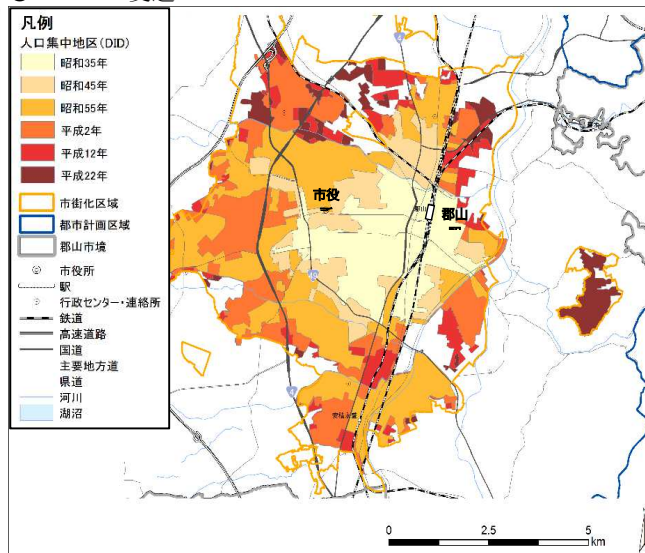 凡例
人口集中地区(DID)
昭和35年
昭和45年
昭和55年
平成2年
平成12年
平成22年
市街化区域
都市計画区域
郡山市境
市役所
駅
行政センター・連絡所
鉄道
高速道路
国道
主要地方道
県道
河川
湖沼
4
市役
郡山
郡山
4
0 2.5 5
km